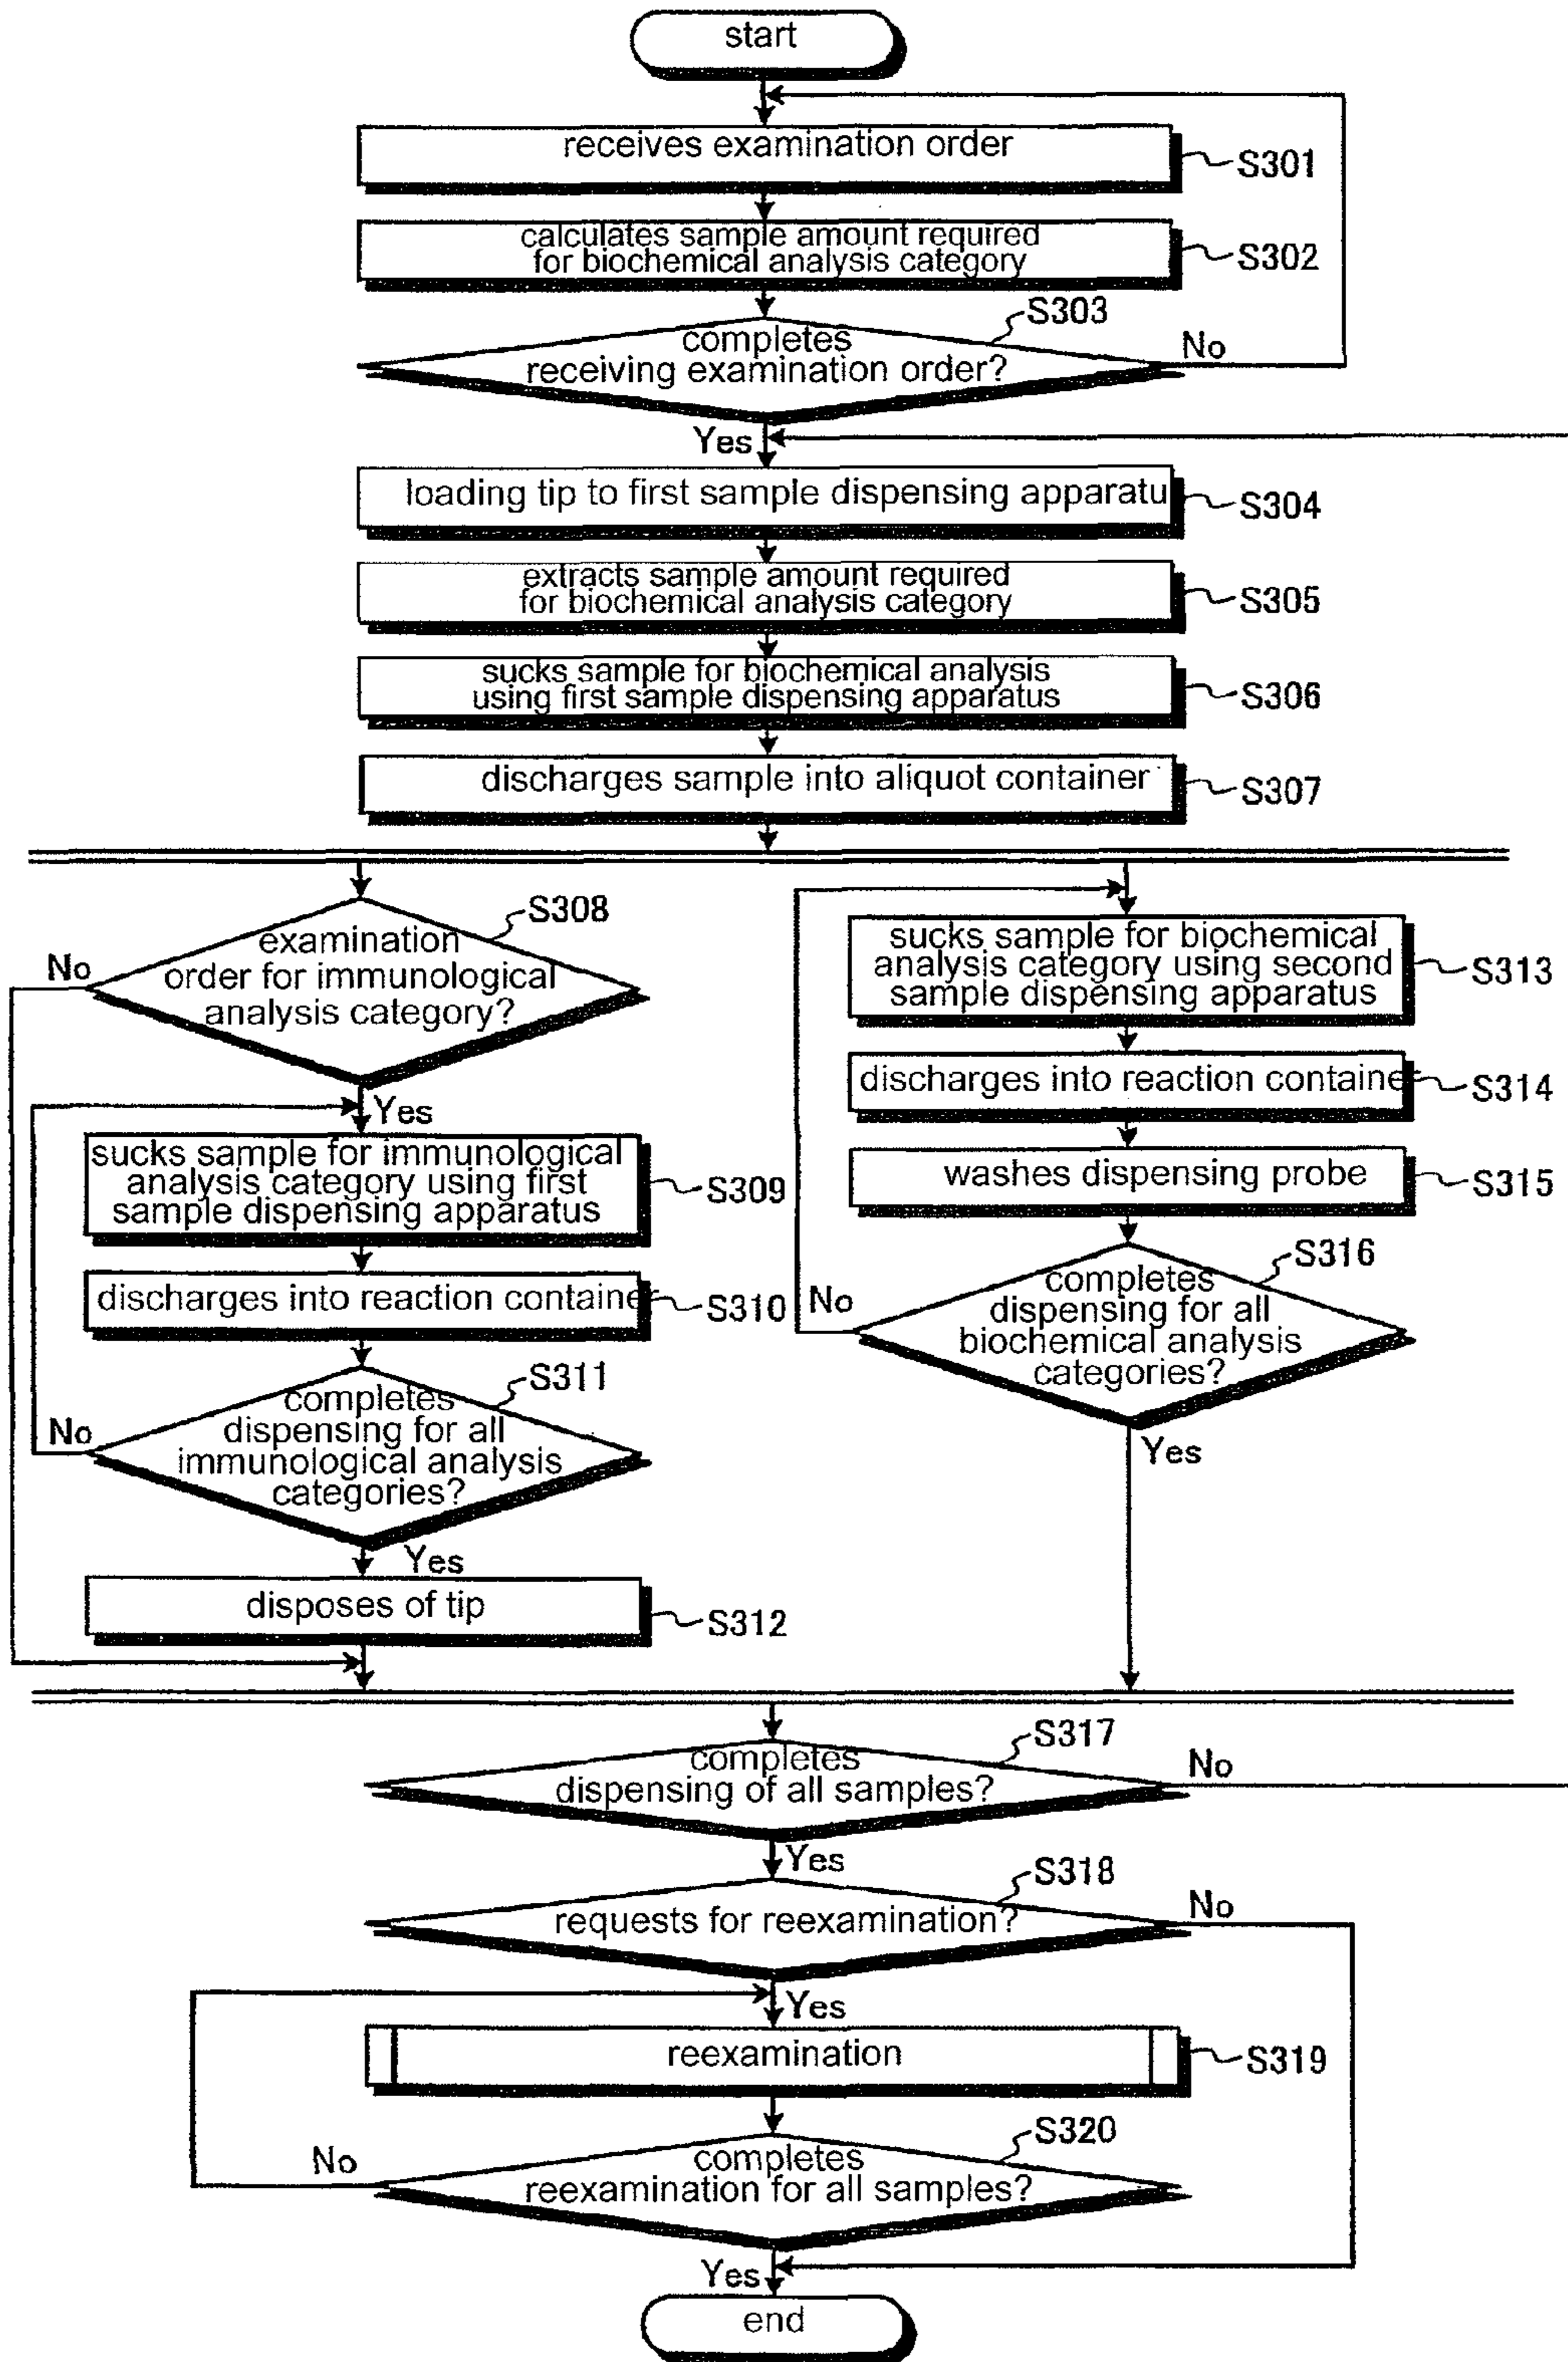 start
receives examination order
S301
calculates sample amount required
for biochemical analysis category
S302
S303
completes
receiving examination order?
No
Yes
loading tip to first sample dispensing apparatu
S304
extracts sample amount required
for biochemical analysis category
S305
sucks sample for biochemical analysis
using first sample dispensing apparatus
S306
discharges sample into aliquot container
S307
S308
examination
order for immunological
analysis category?
No
Yes
sucks sample for immunological
analysis category using first
sample dispensing apparatus
S309
discharges into reaction container
S310
S311
completes
dispensing for all
immunological analysis
categories?
No
Yes
disposes of tip
S312
sucks sample for biochemical
analysis category using second
sample dispensing apparatus
S313
discharges into reaction container
S314
washes dispensing probe
S315
S316
completes
dispensing for all
biochemical analysis
categories?
No
Yes
S317
completes
dispensing of all samples?
No
Yes
S318
requests for reexamination?
No
Yes
reexamination
S319
S320
completes
reexamination for all samples?
No
Yes
end